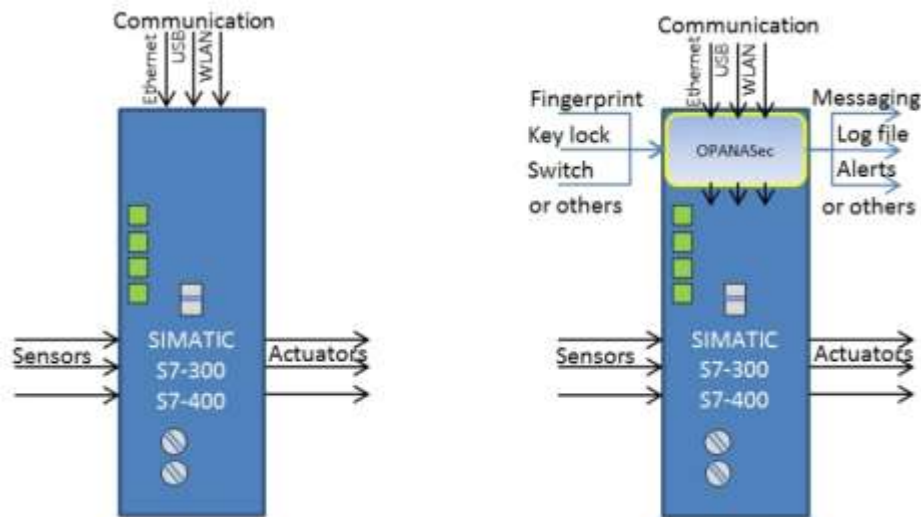 Communication
Ethernet
USB
WLAN
SIMATIC
S7-300
S7-400
Sensors
Actuators
Communication
Ethernet
USB
WLAN
Fingerprint
Key lock
Switch
or others
OPANASec
Messaging
Log file
Alerts
or others
Sensors
SIMATIC
S7-300
S7-400
Actuators